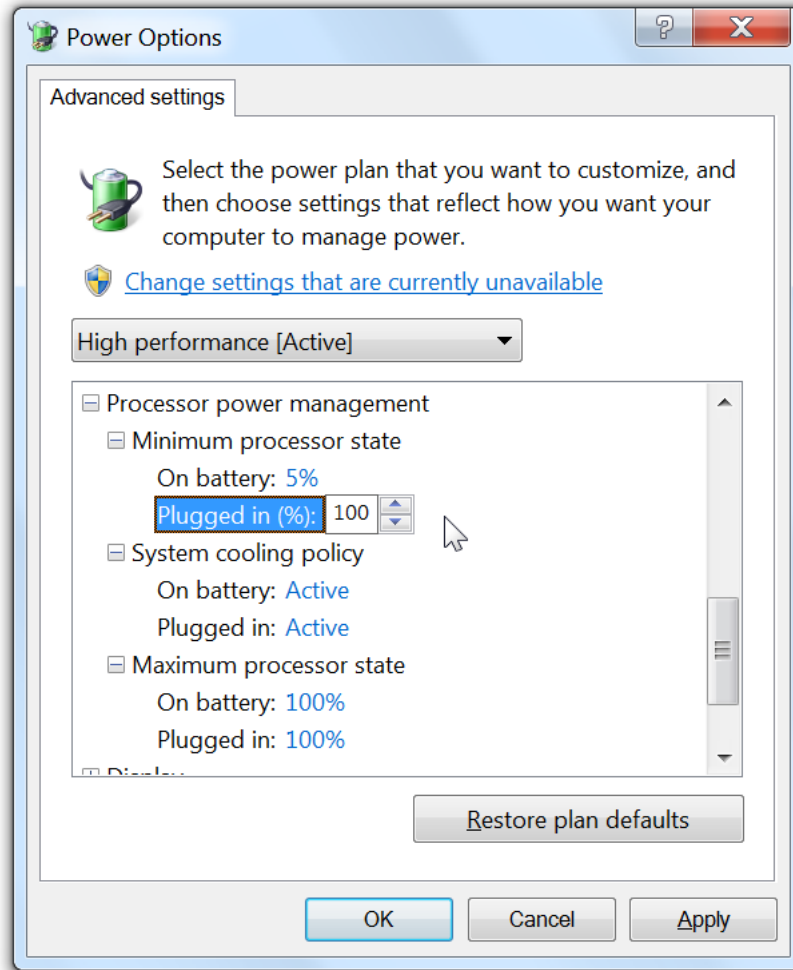 Power Options
Advanced settings
Select the power plan that you want to customize, and
then choose settings that reflect how you want your
computer to manage power.
Change settings that are currently unavailable
High performance [Active]
Processor power management
Minimum processor state
On battery: 5%
Plugged in (%): 100
System cooling policy
On battery: Active
Plugged in: Active
Maximum processor state
On battery: 100%
Plugged in: 100%
Display
Restore plan defaults
OK Cancel Apply